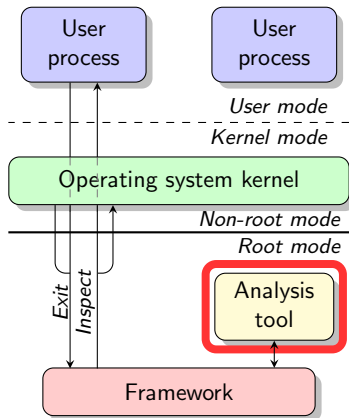 User
process
User
process
User mode
Kernel mode
Operating system kernel
Non-root mode
Root mode
Exit
Inspect
Analysis
tool
Framework